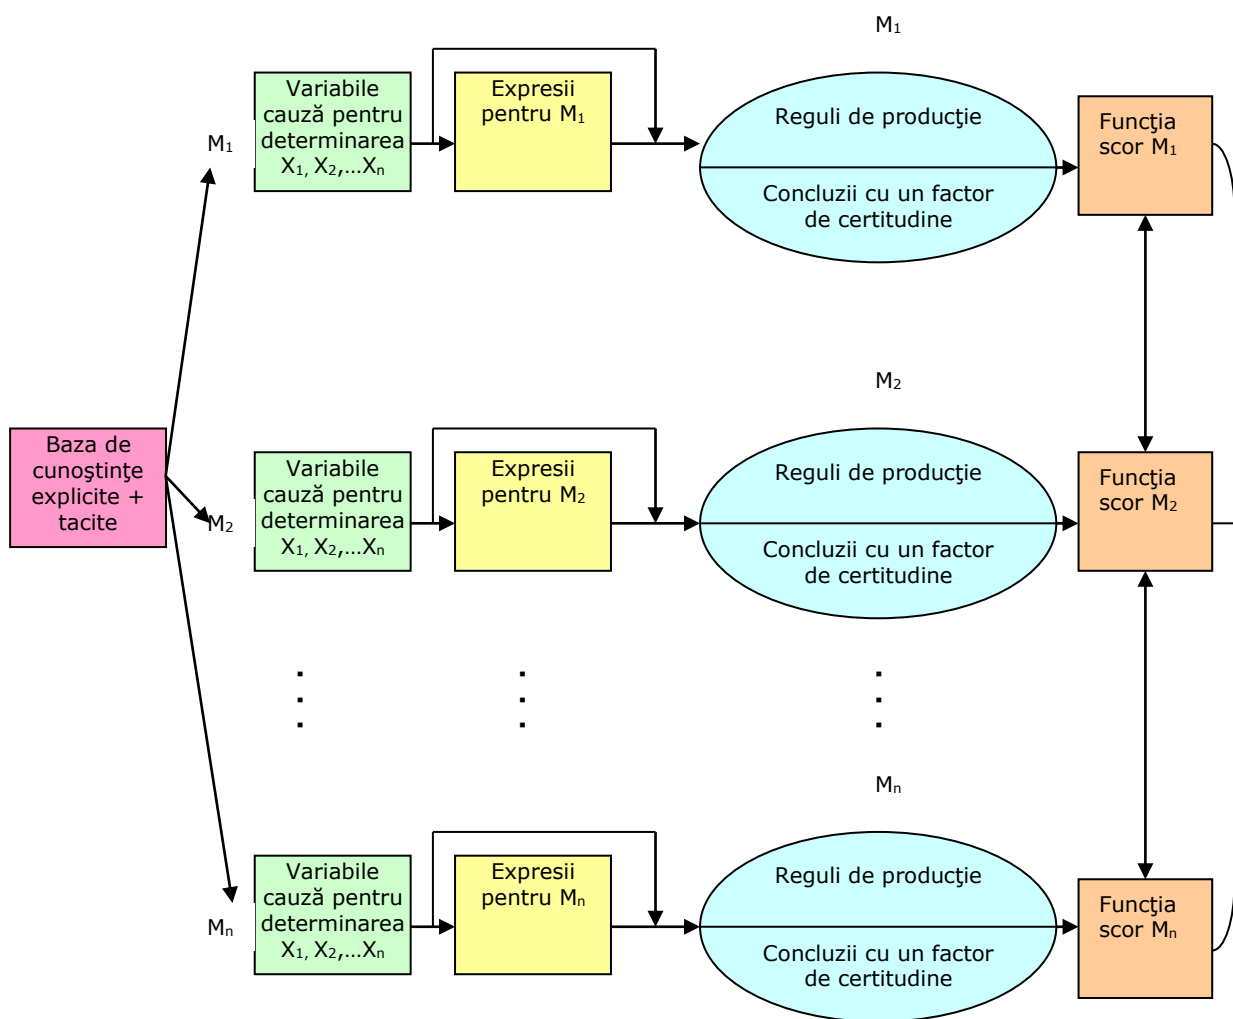 M₁
M₁
Variabile
cauză pentru
determinarea
X₁, X₂,...Xₙ
Expresii
pentru M₁
Reguli de producţie
Concluzii cu un factor
de certitudine
Funcţia
scor M₁
M₂
Baza de
cunoştinţe
explicite +
tacite
M₂
Variabile
cauză pentru
determinarea
X₁, X₂,...Xₙ
Expresii
pentru M₂
Reguli de producţie
Concluzii cu un factor
de certitudine
Funcţia
scor M₂
Mₙ
Mₙ
Variabile
cauză pentru
determinarea
X₁, X₂,...Xₙ
Expresii
pentru Mₙ
Reguli de producţie
Concluzii cu un factor
de certitudine
Funcţia
scor Mₙ